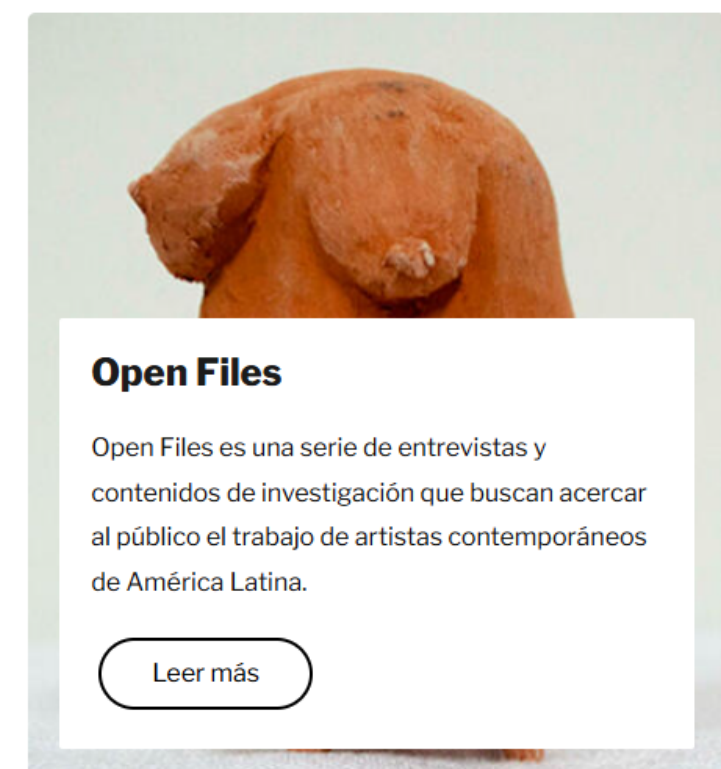 Open Files
Open Files es una serie de entrevistas y
contenidos de investigación que buscan acercar
al público el trabajo de artistas contemporáneos
de América Latina.
Leer más